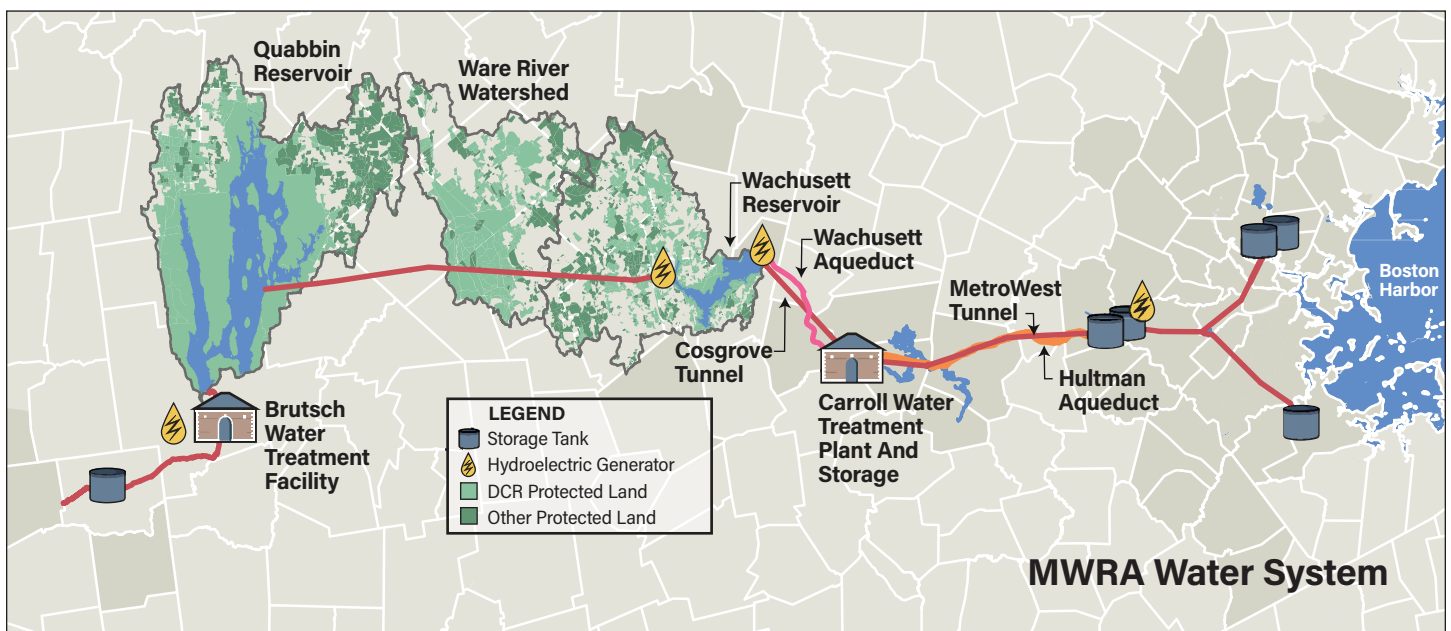 Quabbin
Reservoir
Ware River
Watershed
Wachusett
Reservoir
Wachusett
Aqueduct
Boston
Harbor
MetroWest
Tunnel
Cosgrove
Tunnel
Hultman
Aqueduct
Carroll Water
Treatment
Plant And
Storage
Brutsch
Water
Treatment
Facility
LEGEND
Storage Tank
Hydroelectric Generator
DCR Protected Land
Other Protected Land
MWRA Water System